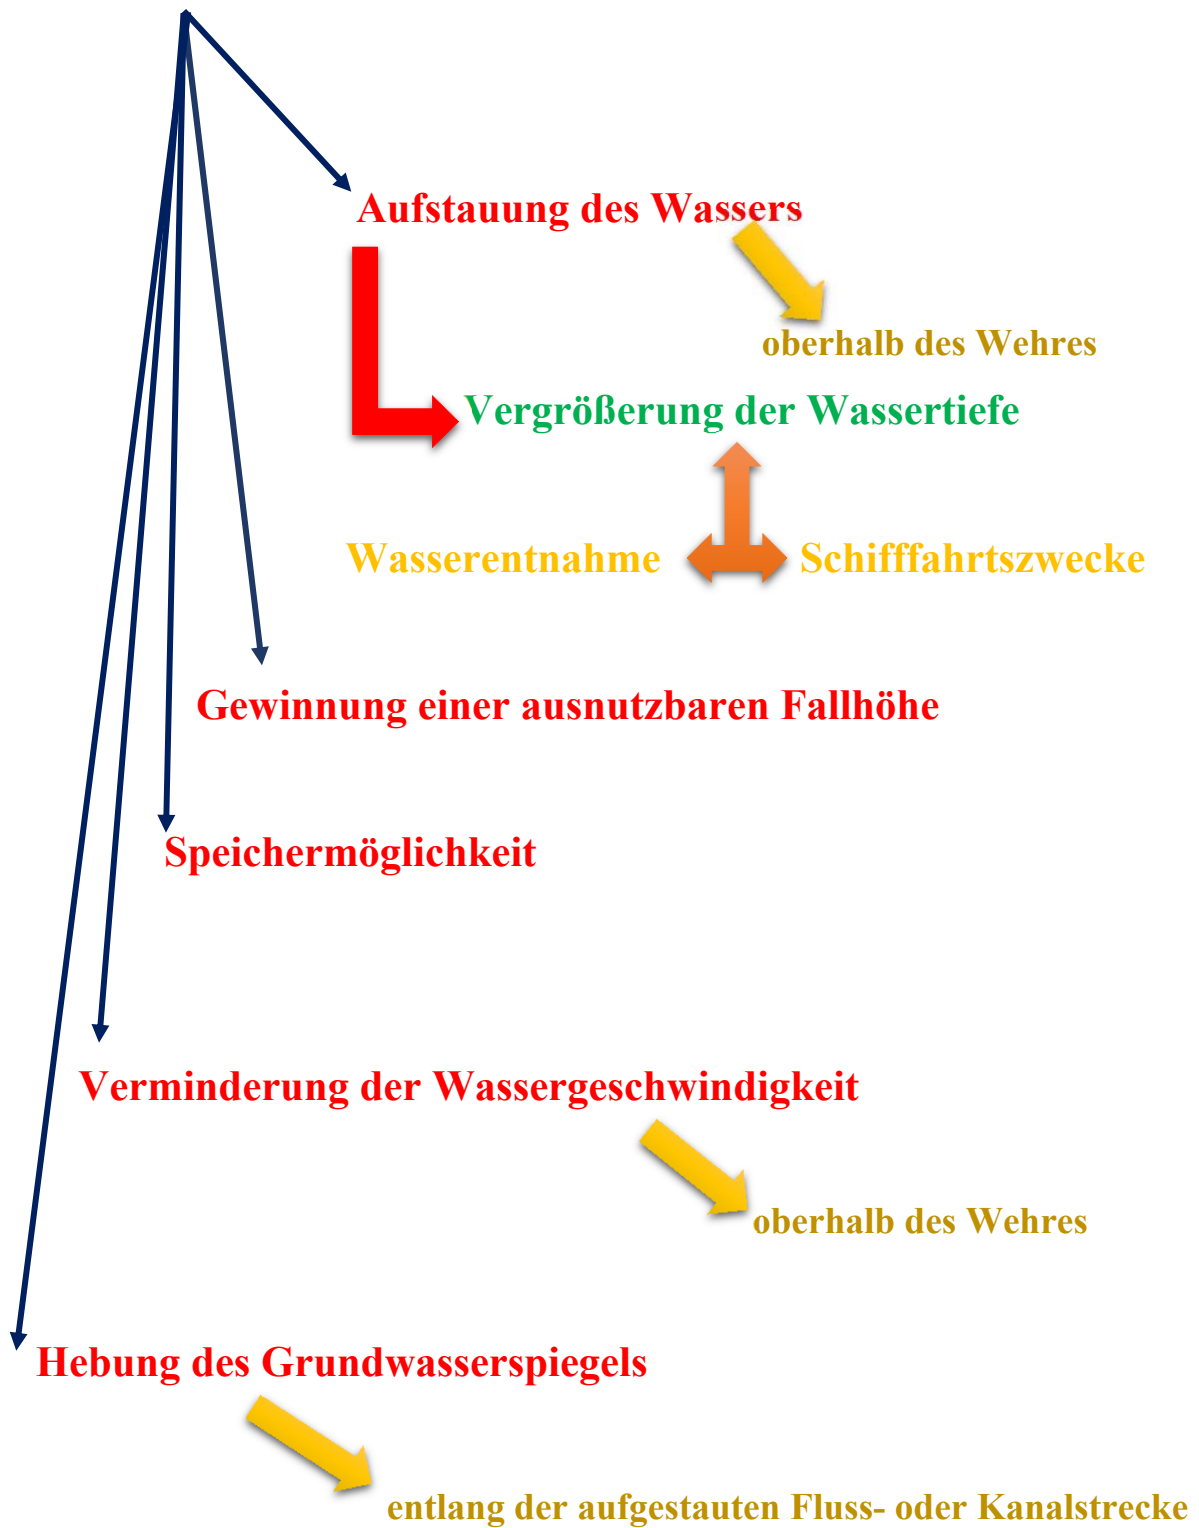 Aufstauung des Wassers
oberhalb des Wehres
Vergrößerung der Wassertiefe
Wasserentnahme Schifffahrtszwecke
Gewinnung einer ausnutzbaren Fallhöhe
Speichermöglichkeit
Verminderung der Wassergeschwindigkeit
oberhalb des Wehres
Hebung des Grundwasserspiegels
entlang der aufgestauten Fluss- oder Kanalstrecke